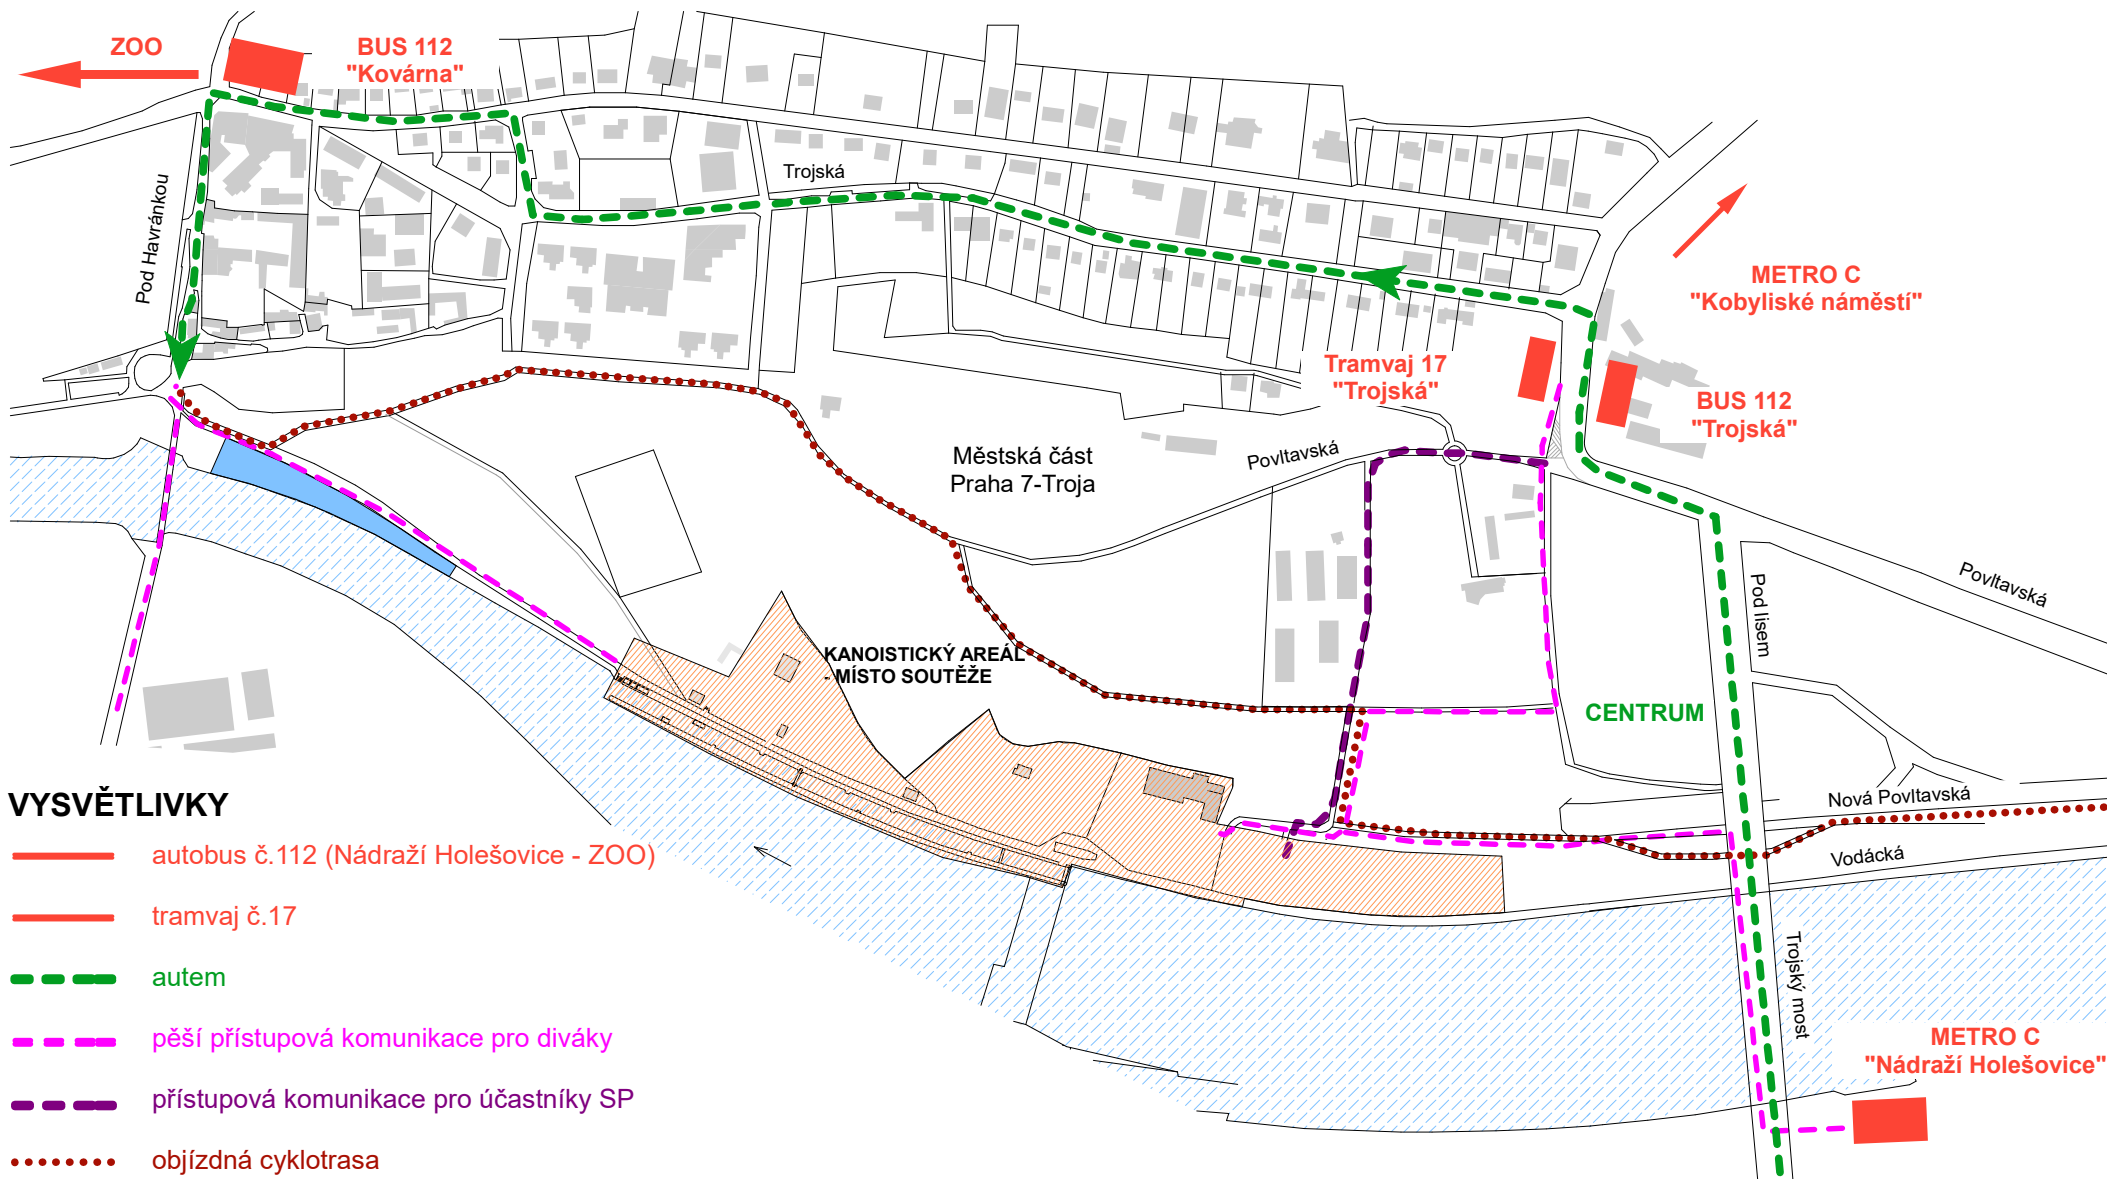 ZOO
BUS 112
"Kovárna"
Trojská
Pod Havránkou
METRO C
"Kobyliské náměstí"
Tramvaj 17
"Trojská"
BUS 112
"Trojská"
Městská část
Praha 7-Troja
Povltavská
Povltavská
Pod lisem
KANOISTICKÝ AREÁL
- MÍSTO SOUTĚŽE
CENTRUM
Nová Povltavská
Vodácká
Trojský most
METRO C
"Nádraží Holešovice"
VYSVĚTLIVKY
autobus č.112 (Nádraží Holešovice - ZOO)
tramvaj č.17
autem
pěší přístupová komunikace pro diváky
přístupová komunikace pro účastníky SP
objízdná cyklotrasa